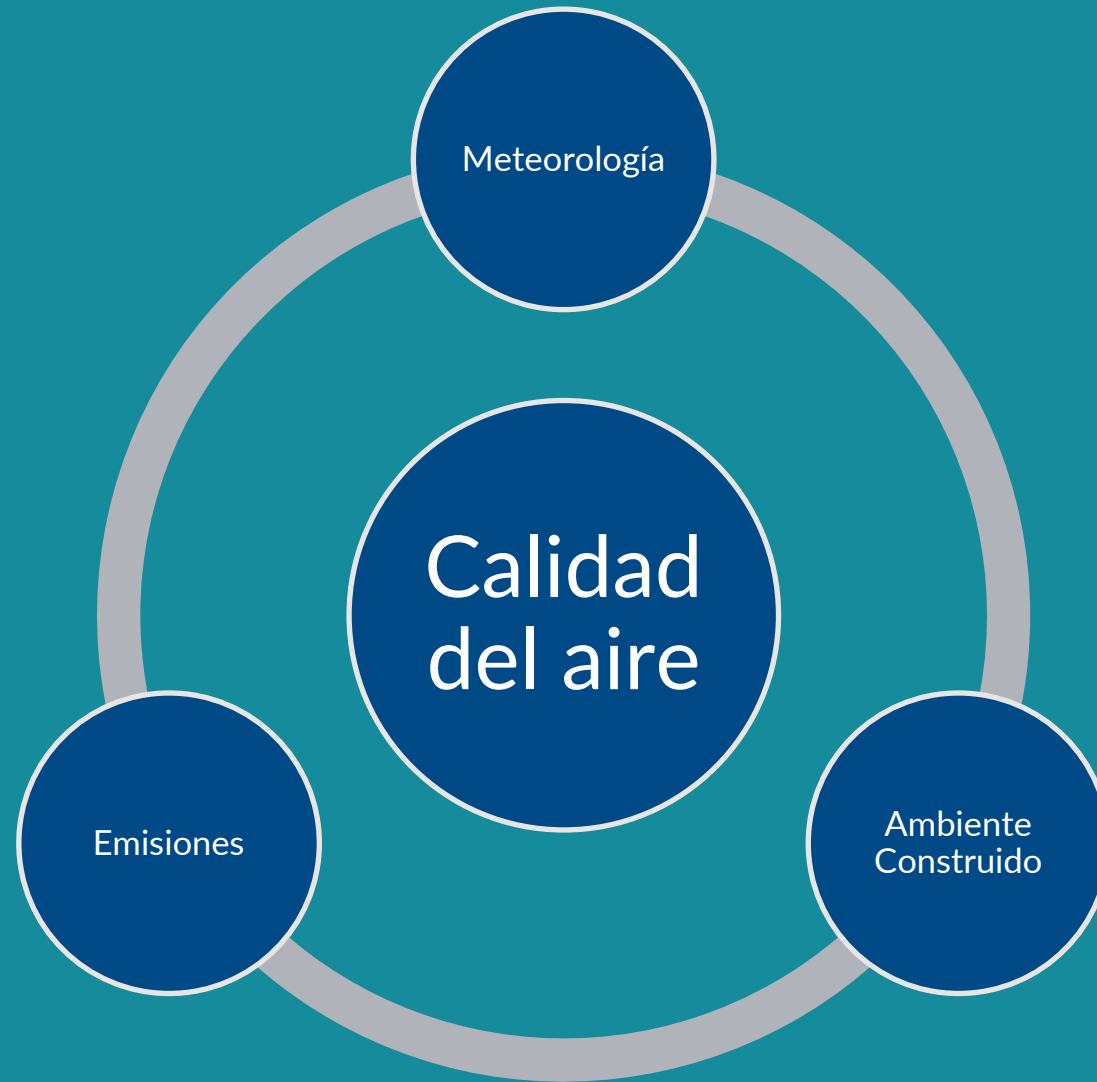 Meteorología
Calidad
del aire
Emisiones
Ambiente
Construido